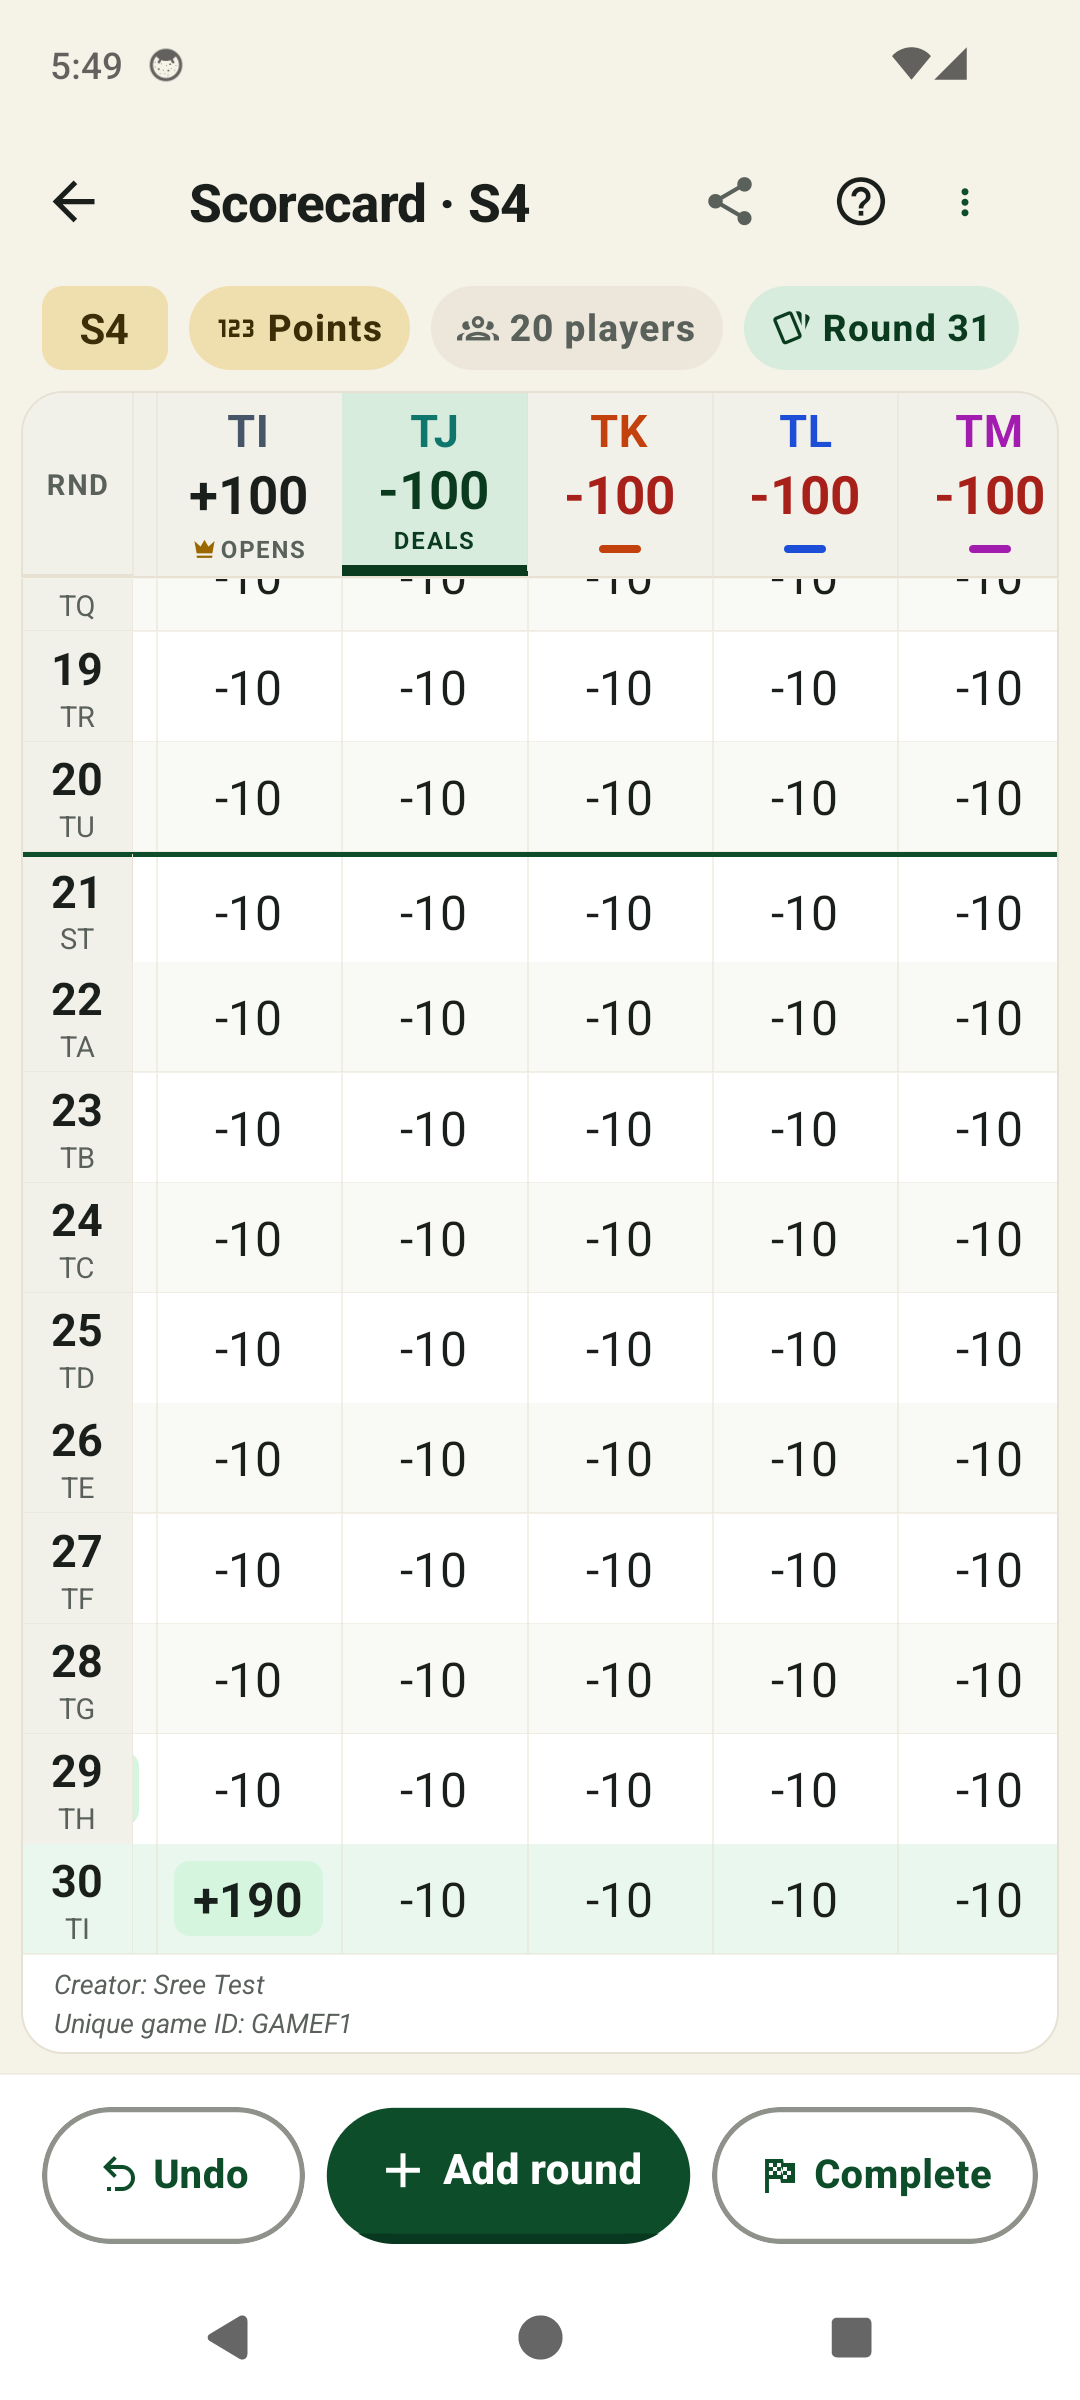 5:49
Scorecard · S4
S4
123 Points
20 players
Round 31
RND
TI TJ TK TL TM
+100 -100 -100 -100 -100
OPENS DEALS
TQ -10 -10 -10 -10 -10
19 TR -10 -10 -10 -10 -10
20 TU -10 -10 -10 -10 -10
21 ST -10 -10 -10 -10 -10
22 TA -10 -10 -10 -10 -10
23 TB -10 -10 -10 -10 -10
24 TC -10 -10 -10 -10 -10
25 TD -10 -10 -10 -10 -10
26 TE -10 -10 -10 -10 -10
27 TF -10 -10 -10 -10 -10
28 TG -10 -10 -10 -10 -10
29 TH -10 -10 -10 -10 -10
30 TI +190 -10 -10 -10 -10
Creator: Sree Test
Unique game ID: GAMEF1
Undo
+ Add round
Complete